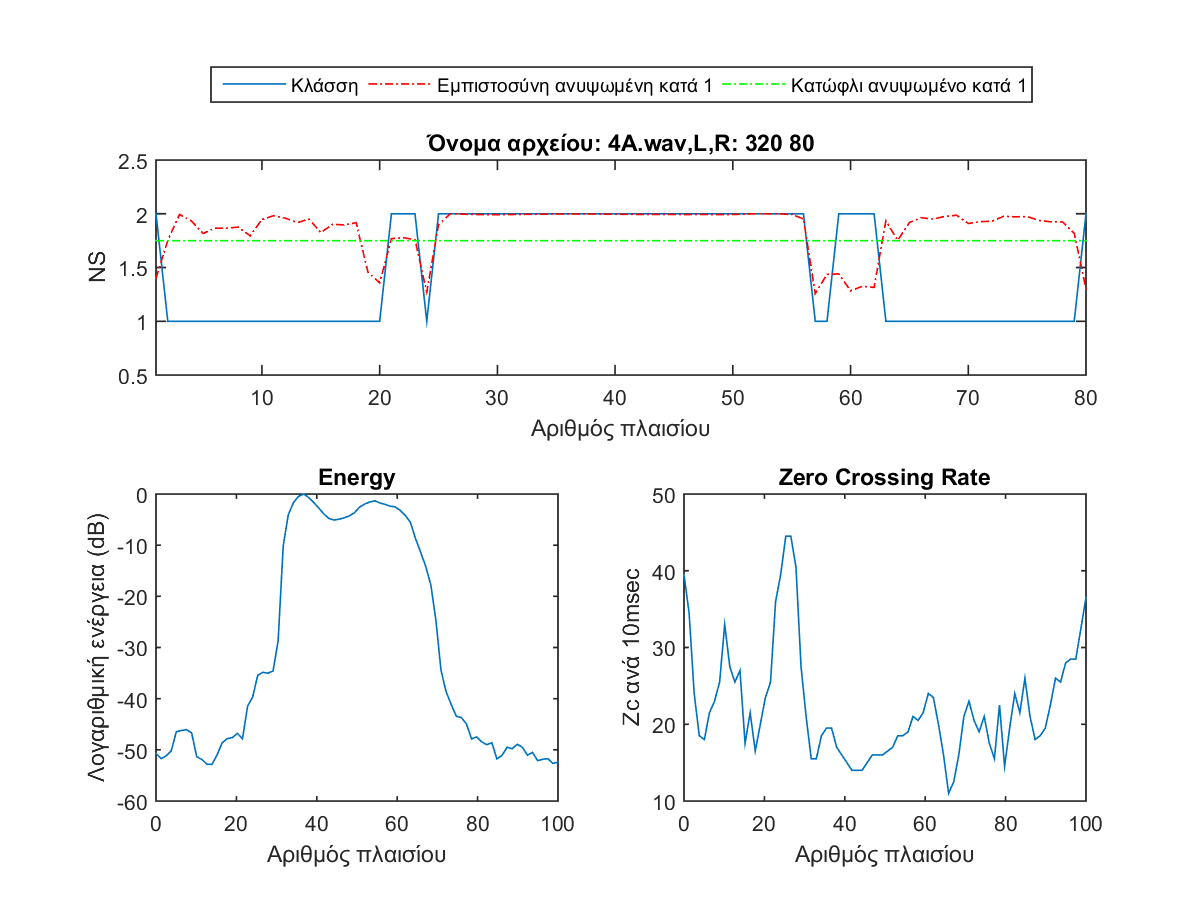 Κλάσση Εμπιστοσύνη ανυψωμένη κατά 1 Κατώφλι ανυψωμένο κατά 1
Όνομα αρχείου: 4A.wav,L,R: 320 80
2.5
2
1.5
1
0.5
NS
10 20 30 40 50 60 70 80
Αριθμός πλαισίου
Energy
0
-10
-20
-30
-40
-50
-60
Λογαριθμική ενέργεια (dB)
0 20 40 60 80 100
Αριθμός πλαισίου
Zero Crossing Rate
50
40
30
20
10
Zc ανά 10msec
0 20 40 60 80 100
Αριθμός πλαισίου